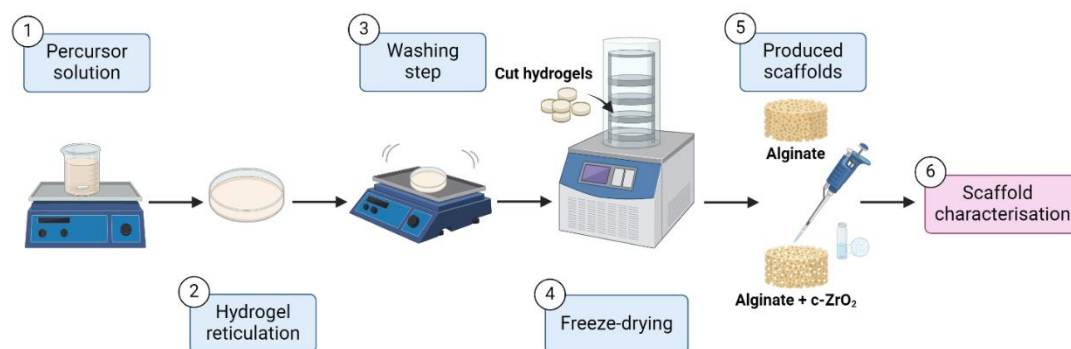 1
Percursor
solution
2
Hydrogel
reticulation
3
Washing
step
Cut hydrogels
4
Freeze-drying
5
Produced
scaffolds
Alginate
Alginate + c-ZrO₂
6
Scaffold
characterisation